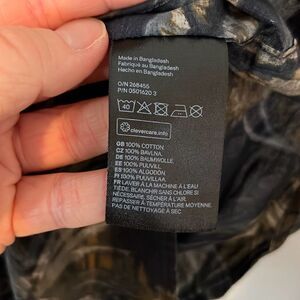 Made in Bangladesh
Fabriqué au Bangladesh
Hecho en Bangladesh
O/N 268455
P/N 0501620 3
40
clevercare.info
GB 100% COTTON.
CZ 100% BAVLNA.
DE 100% BAUMWOLLE.
EE 100% PUUVILL.
ES 100% ALGODÓN.
FI 100% PUUVILLAA.
FR LAVER À LA MACHINE À L'EAU
TIÈDE. BLANCHIR SANS CHLORE SI
NÉCESSAIRE. SÉCHER À L'AIR.
REPASSER À TEMPÉRATURE MOYENNE.
PAS DE NETTOYAGE À SEC.